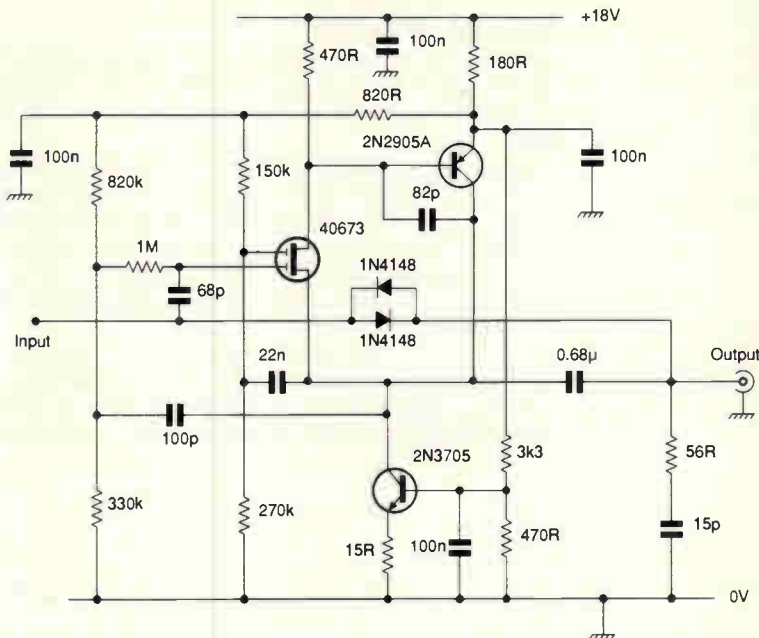 +18V
470R
100n
180R
820R
2N2905A
100n
820k
150k
100n
82p
40673
1M
1N4148
68p
1N4148
Input
22n
0.68µ
Output
100p
2N3705
3k3
56R
330k
270k
15R
100n
470R
15p
0V